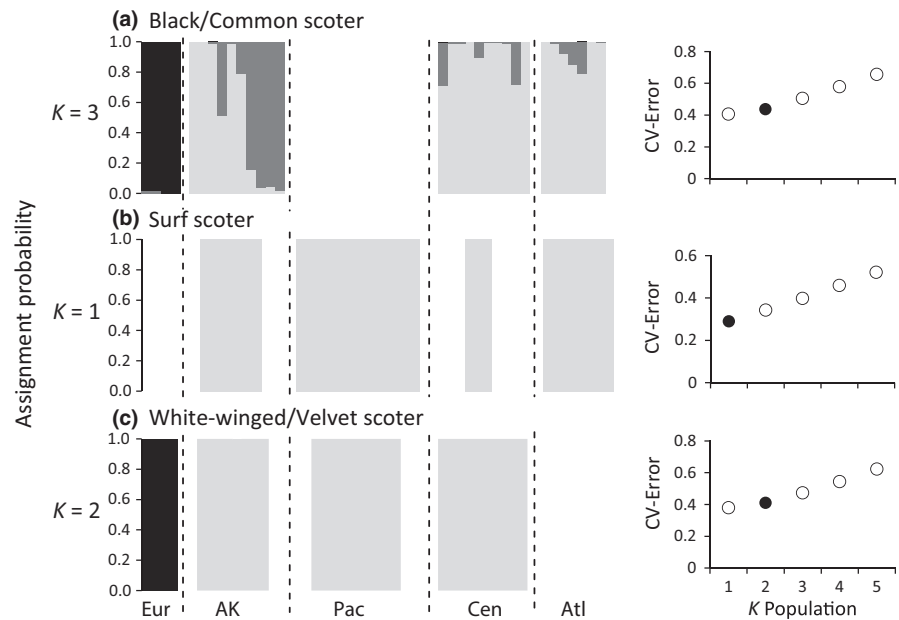 (a) Black/Common scoter
K = 3
1.0
0.8
0.6
0.4
0.2
0.0
CV-Error
0.8
0.6
0.4
0.2
0
Assignment probability
(b) Surf scoter
K = 1
1.0
0.8
0.6
0.4
0.2
0.0
CV-Error
0.6
0.4
0.2
0
(c) White-winged/Velvet scoter
K = 2
1.0
0.8
0.6
0.4
0.2
0.0
Eur AK Pac Cen Atl
CV-Error
0.8
0.6
0.4
0.2
0
1 2 3 4 5
K Population